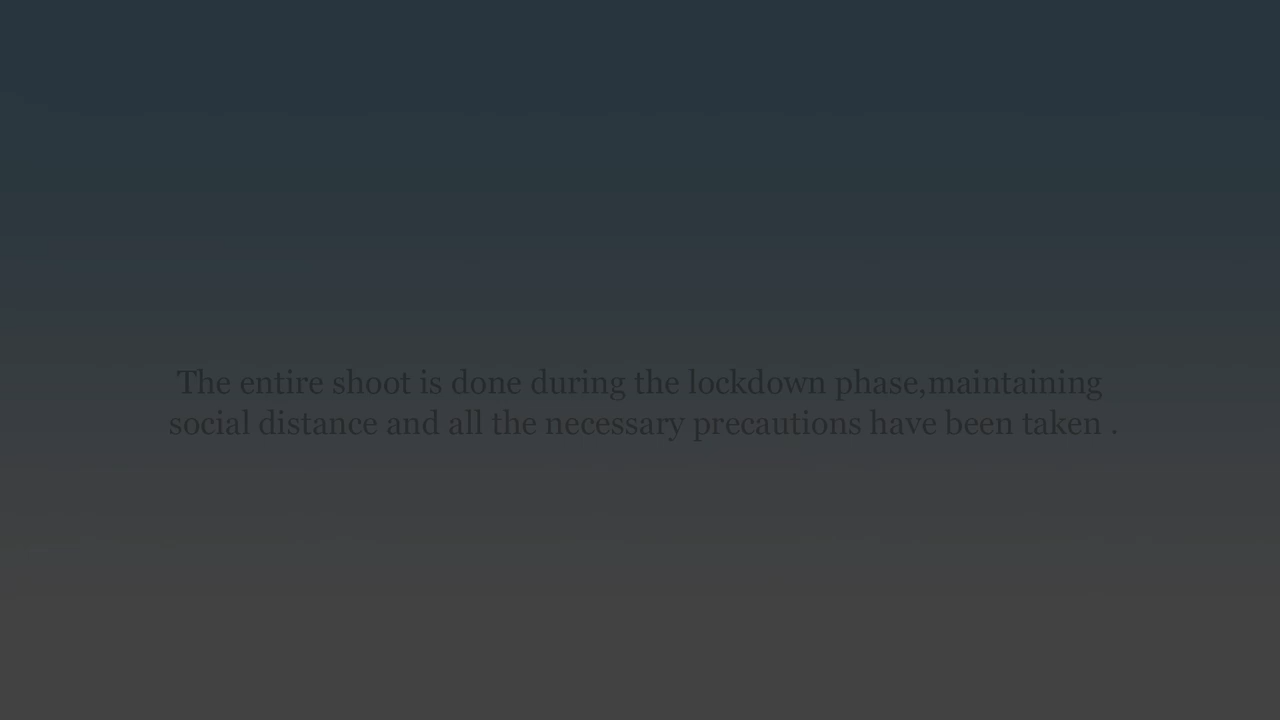 The entire shoot is done during the lockdown phase,maintaining
social distance and all the necessary precautions have been taken .